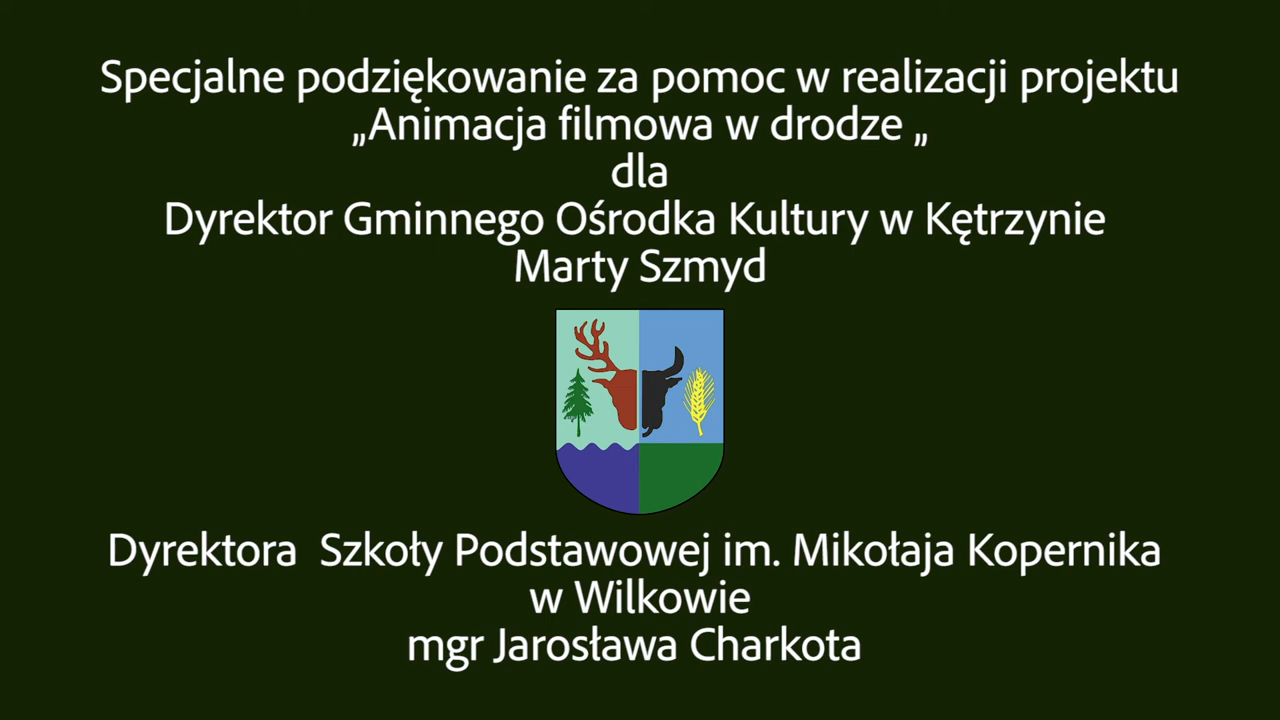 Specjalne podziękowanie za pomoc w realizacji projektu
„Animacja filmowa w drodze „
dla
Dyrektor Gminnego Ośrodka Kultury w Kętrzynie
Marty Szmyd
Dyrektora  Szkoły Podstawowej im. Mikołaja Kopernika
w Wilkowie
mgr Jarosława Charkota